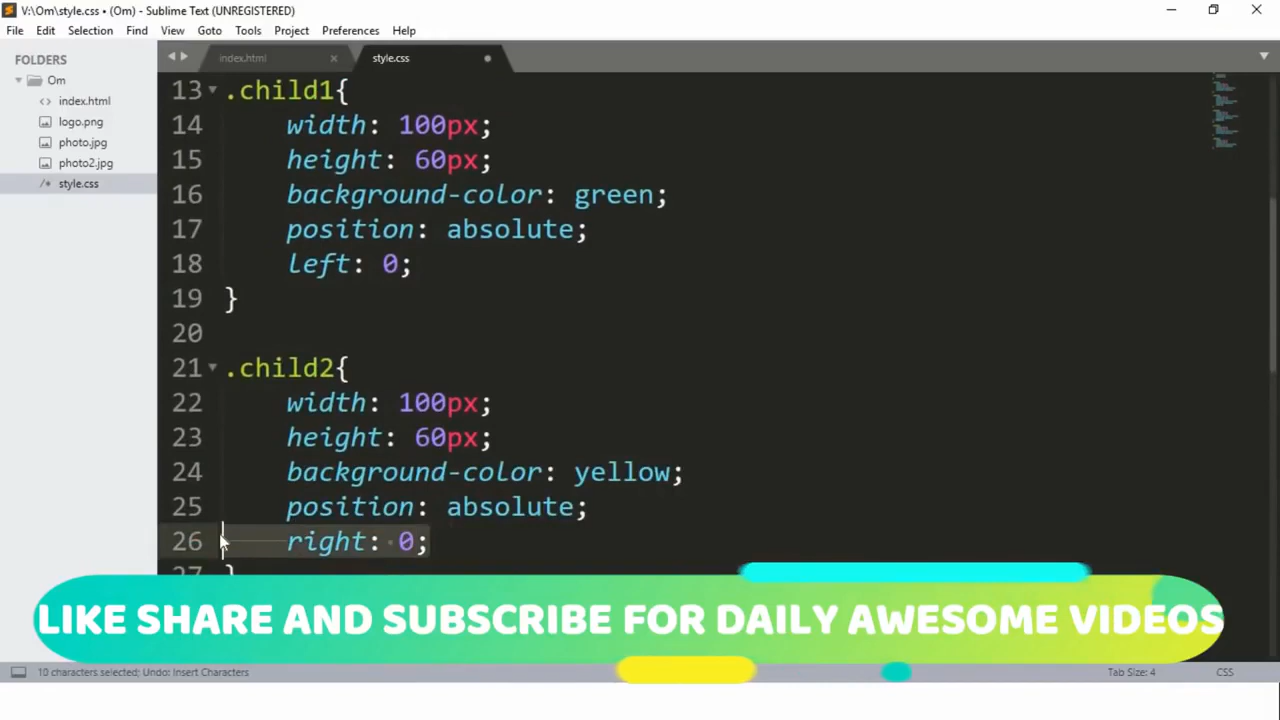 V:\Om\style.css • (Om) - Sublime Text (UNREGISTERED)
File Edit Selection Find View Goto Tools Project Preferences Help
FOLDERS
Om
index.html
logo.png
photo.jpg
photo2.jpg
style.css
index.html
style.css
13 .child1{
14 width: 100px;
15 height: 60px;
16 background-color: green;
17 position: absolute;
18 left: 0;
19 }
20
21 .child2{
22 width: 100px;
23 height: 60px;
24 background-color: yellow;
25 position: absolute;
26 right: 0;
27 }
LIKE SHARE AND SUBSCRIBE FOR DAILY AWESOME VIDEOS
10 characters selected; Undo: Insert Characters
Tab Size: 4
CSS